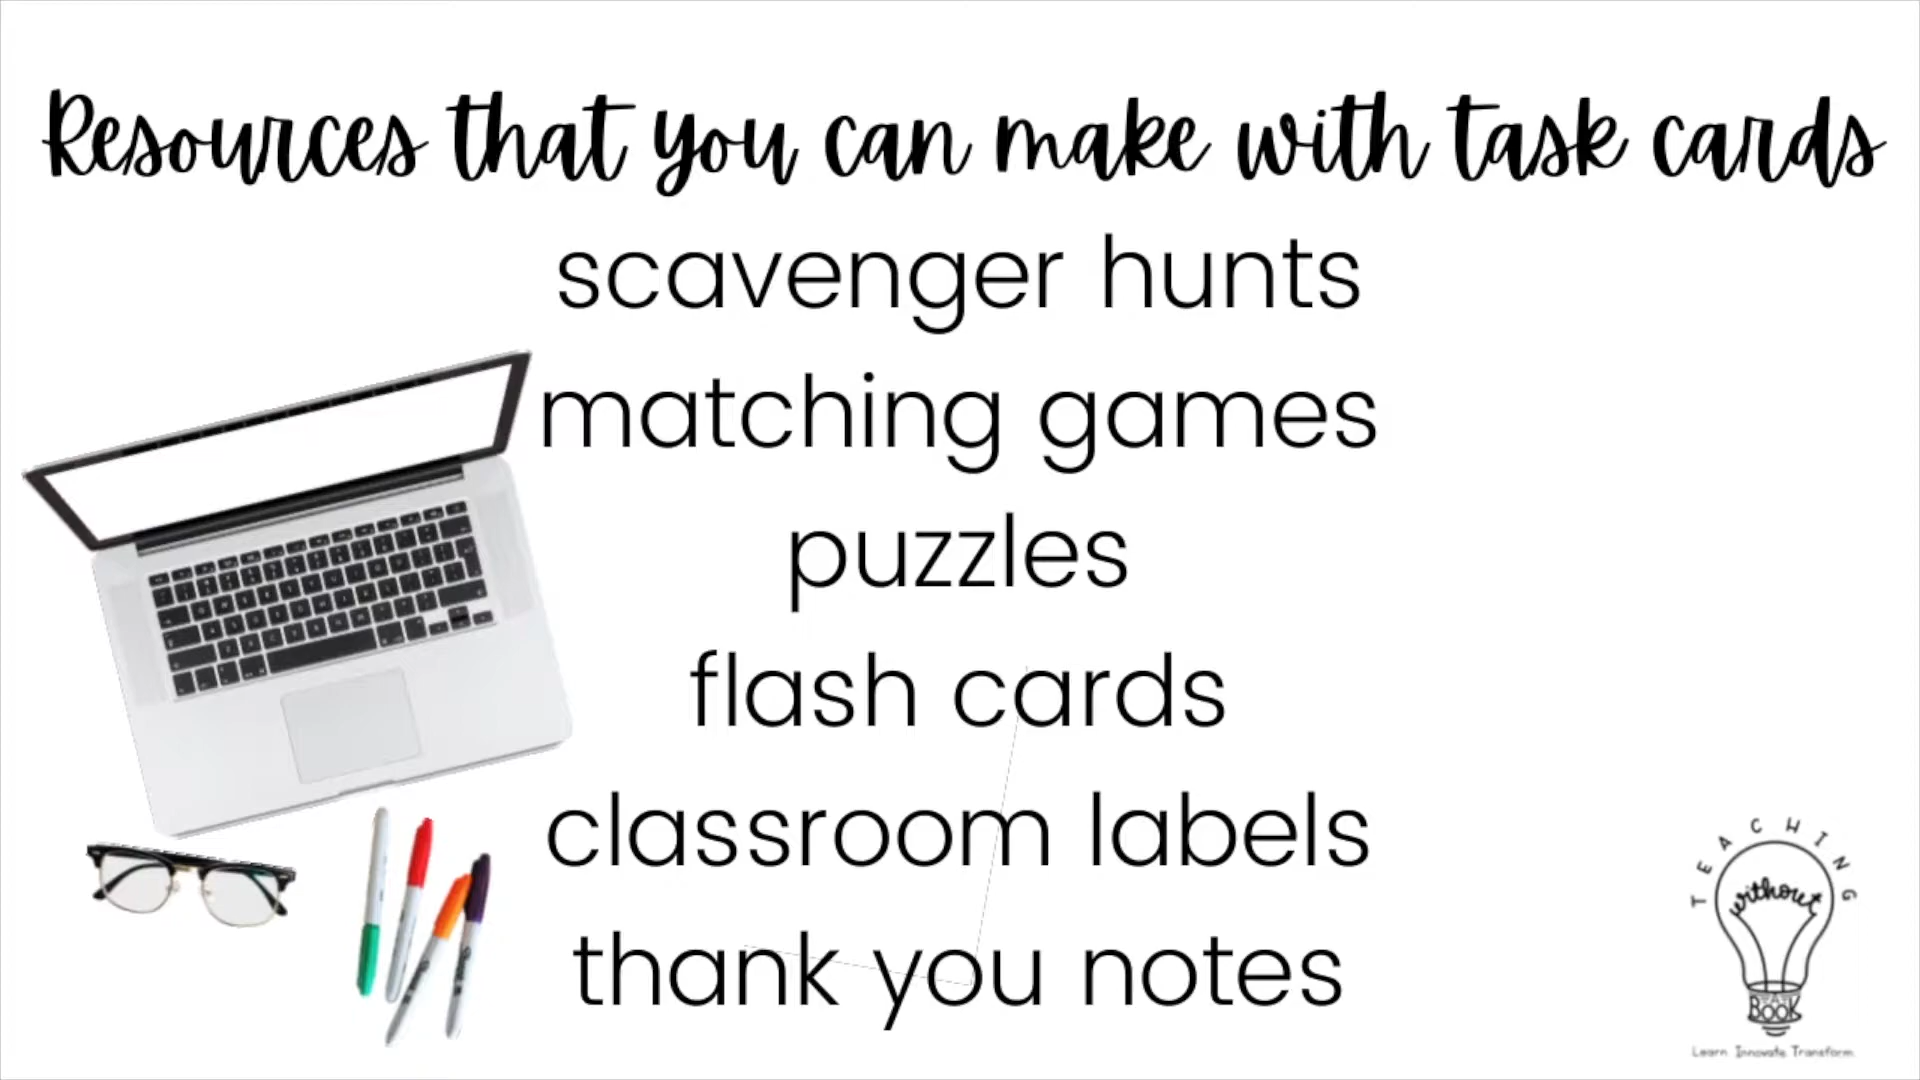 Resources that you can make with task cards
scavenger hunts
matching games
puzzles
flash cards
classroom labels
thank you notes
TEACHING
without
BOOK
Learn. Innovate. Transform.